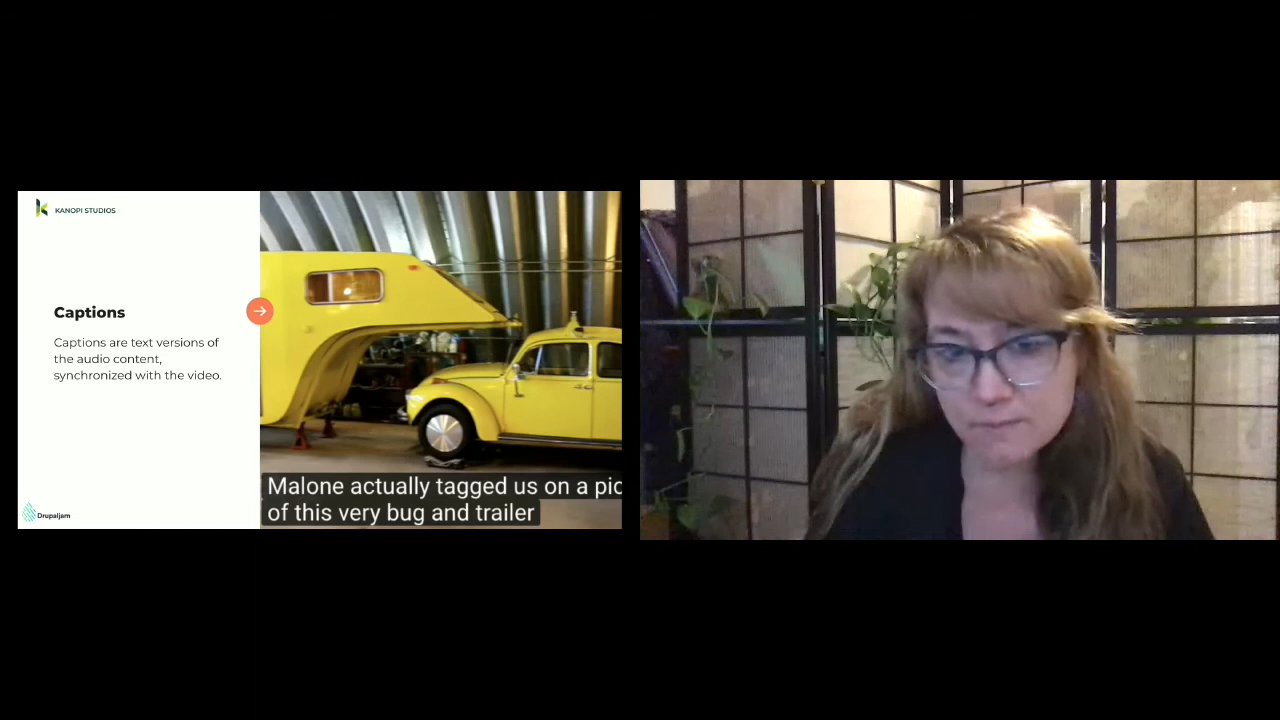 KANOPI STUDIOS
Captions
Captions are text versions of
the audio content,
synchronized with the video.
Malone actually tagged us on a pic
of this very bug and trailer
Drupaljam